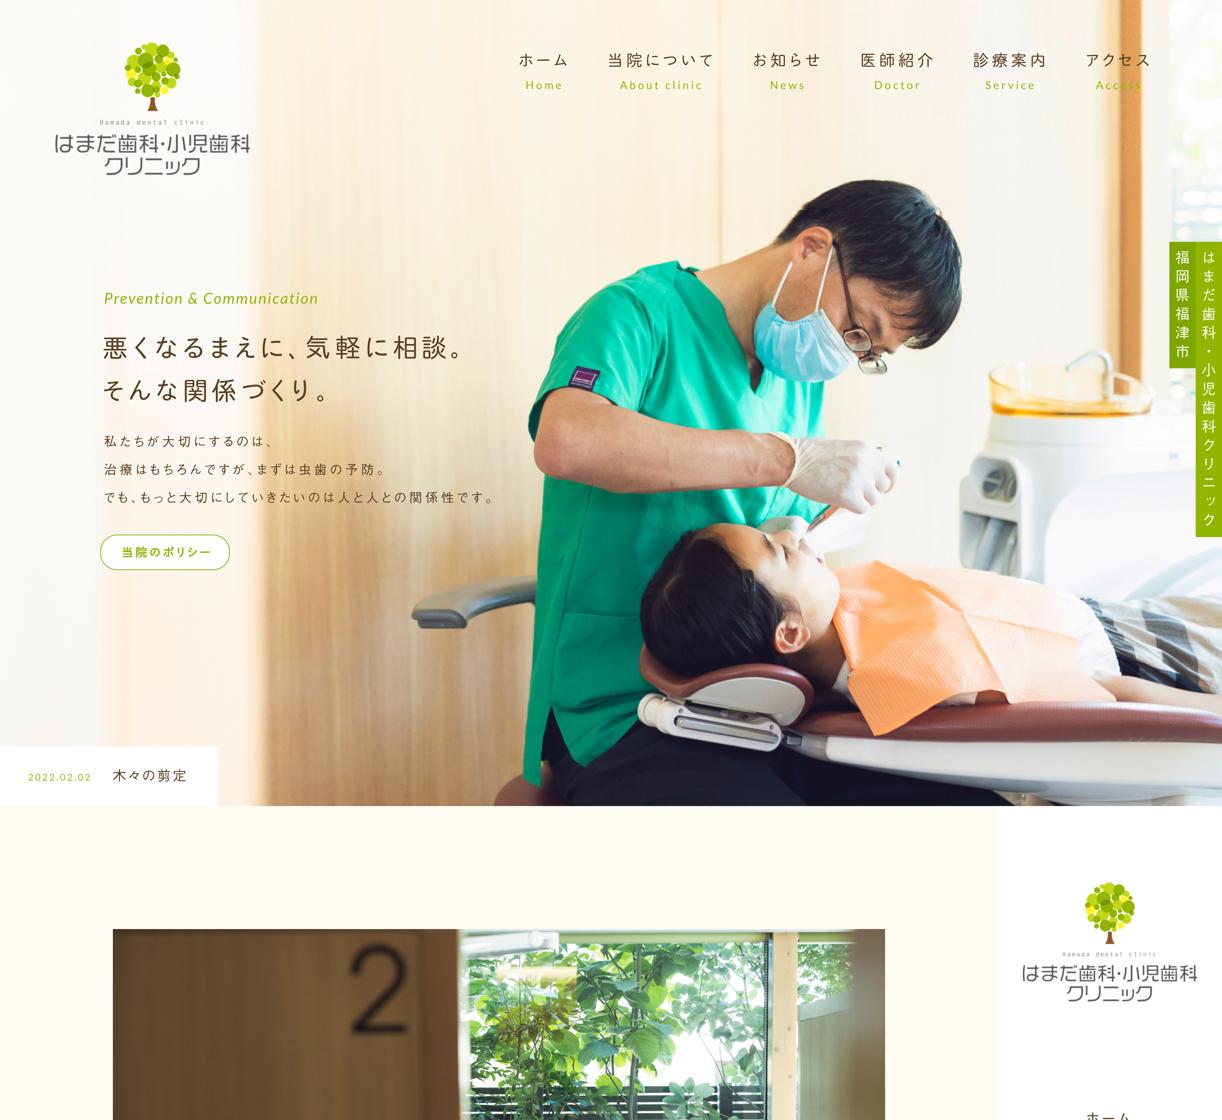 Hamada dental clinic
はまだ歯科・小児歯科
クリニック
ホーム
Home
当院について
About clinic
お知らせ
News
医師紹介
Doctor
診療案内
Service
アクセス
Access
Prevention & Communication
悪くなるまえに、気軽に相談。
そんな関係づくり。
私たちが大切にするのは、
治療はもちろんですが、まずは虫歯の予防。
でも、もっと大切にしていきたいのは人と人との関係性です。
当院のポリシー
はまだ歯科・小児歯科クリニック
福岡県福津市
2022.02.02 木々の剪定
2
Hamada dental clinic
はまだ歯科・小児歯科
クリニック
ホーム